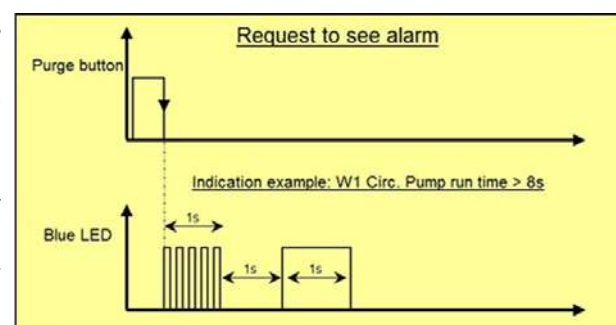 Request to see alarm
Purge button
Indication example: W1 Circ. Pump run time > 8s
1s
Blue LED
1s
1s